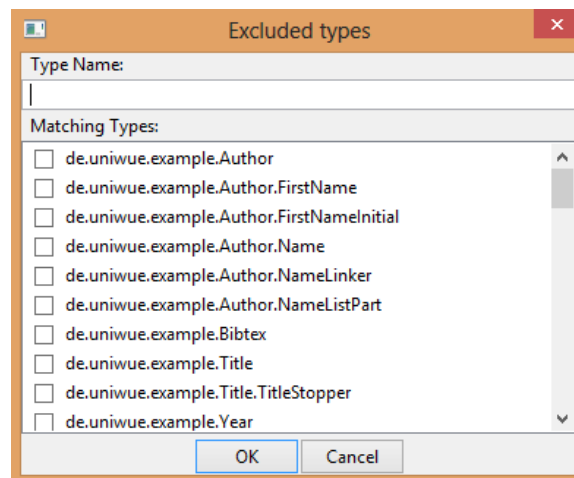 Excluded types
Type Name:
Matching Types:
de.uniwue.example.Author
de.uniwue.example.Author.FirstName
de.uniwue.example.Author.FirstNameInitial
de.uniwue.example.Author.Name
de.uniwue.example.Author.NameLinker
de.uniwue.example.Author.NameListPart
de.uniwue.example.Bibtex
de.uniwue.example.Title
de.uniwue.example.Title.TitleStopper
de.uniwue.example.Year
OK Cancel